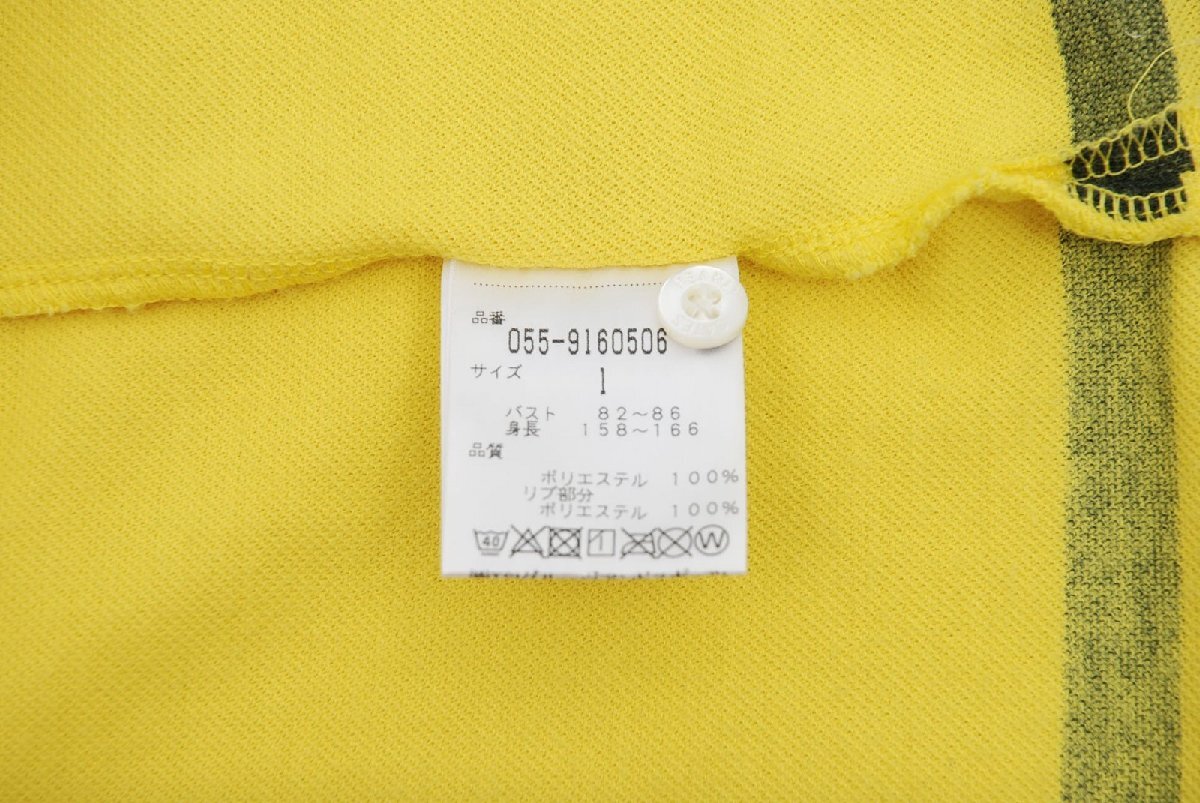 品番
055-9160506
サイズ
1
バスト 82〜86
身長 158〜166
品質
ポリエステル 100%
リブ部分
ポリエステル 100%
40
W